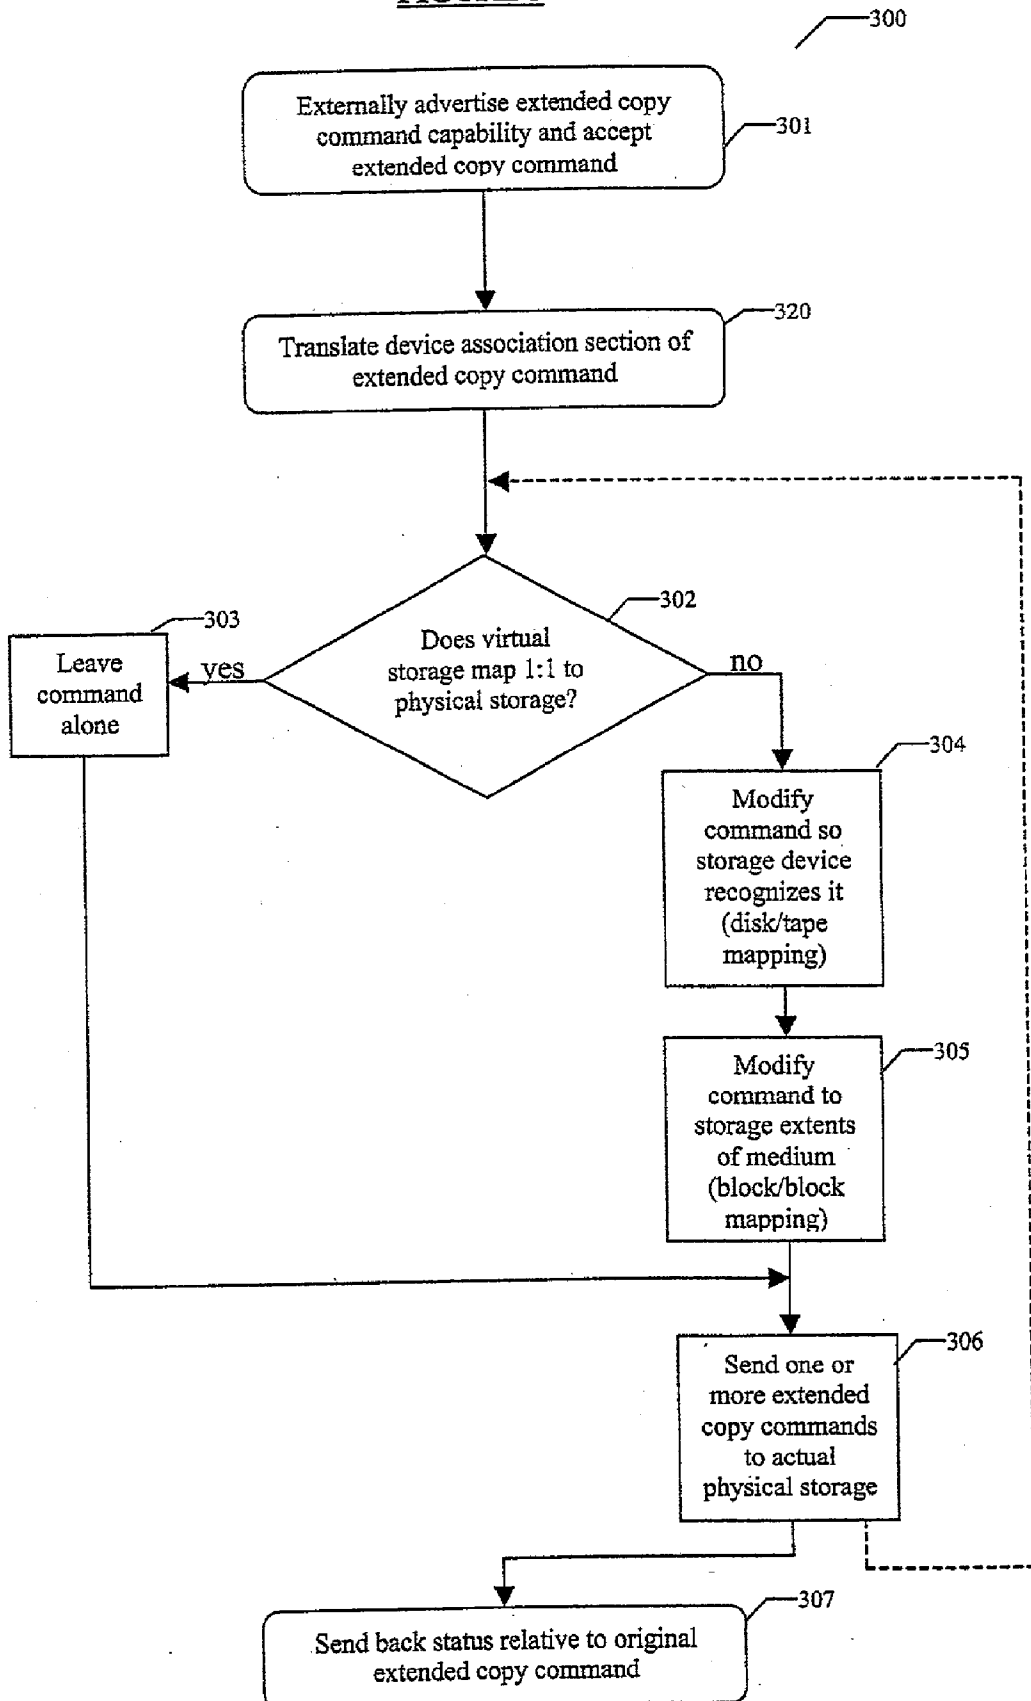 300
Externally advertise extended copy
command capability and accept
extended copy command
301
Translate device association section of
extended copy command
320
Does virtual
storage map 1:1 to
physical storage?
302
yes
no
Leave
command
alone
303
Modify
command so
storage device
recognizes it
(disk/tape
mapping)
304
Modify
command to
storage extents
of medium
(block/block
mapping)
305
Send one or
more extended
copy commands
to actual
physical storage
306
Send back status relative to original
extended copy command
307